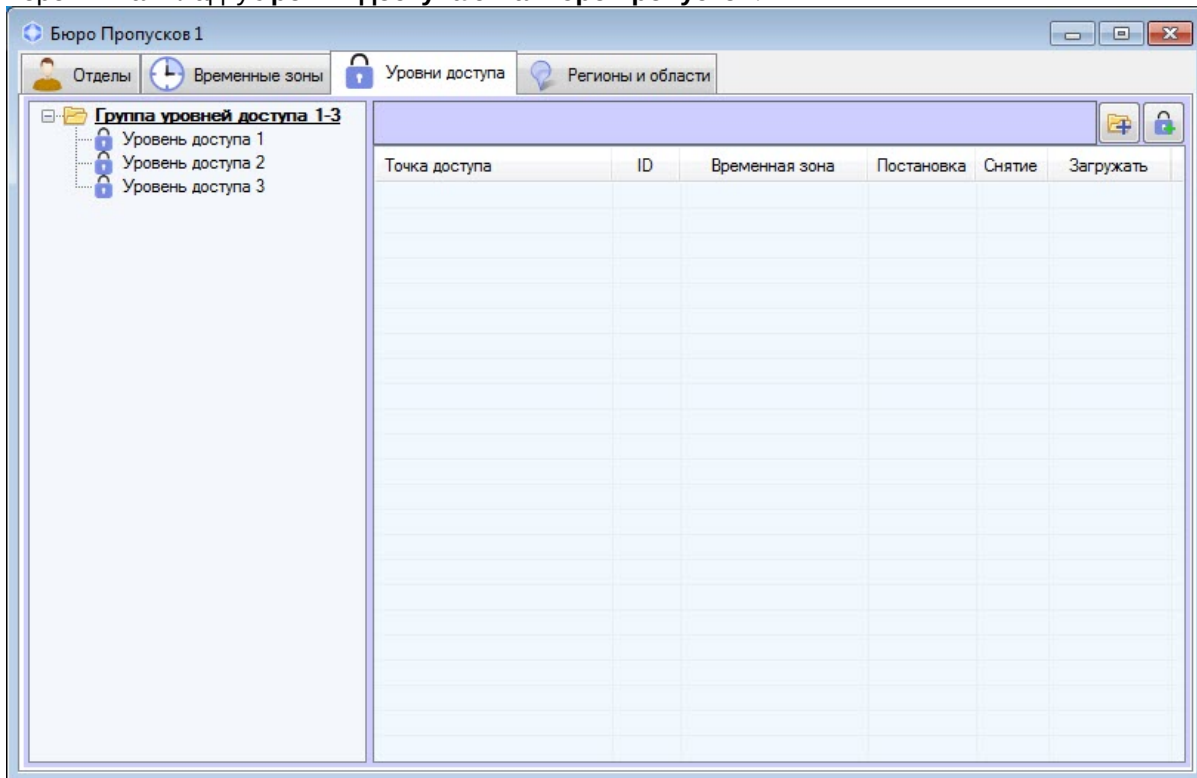 Бюро Пропусков 1
Отделы Временные зоны Уровни доступа Регионы и области
Группа уровней доступа 1-3
Уровень доступа 1
Уровень доступа 2
Уровень доступа 3
Точка доступа ID Временная зона Постановка Снятие Загружать